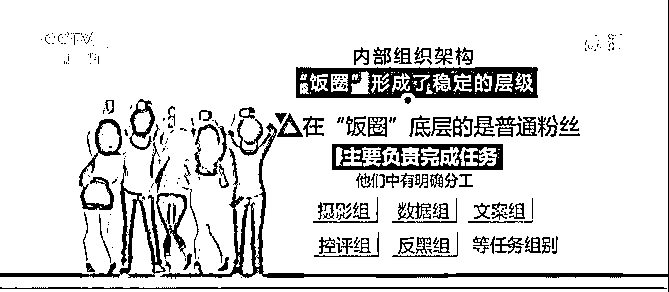 CCTV
内部组织架构
“饭圈”形成了稳定的层级
在“饭圈”底层的是普通粉丝
主要负责完成任务
他们中有明确分工
摄影组 数据组 文案组
控评组 反黑组 等任务组别